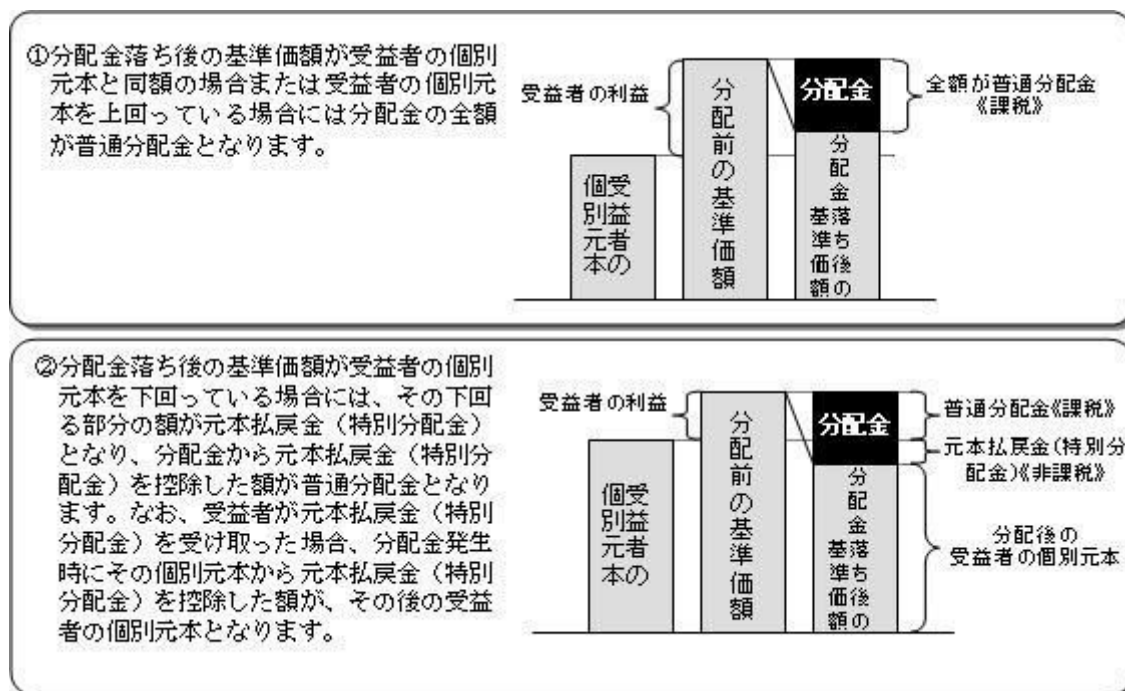 ①分配金落ち後の基準価額が受益者の個別
元本と同額の場合または受益者の個別元
本を上回っている場合には分配金の全額
が普通分配金となります。
受益者の利益
受益者の
個別元本
分配前の基準価額
分配金
分配金落ち後の
基準価額
全額が普通分配金
《課税》
②分配金落ち後の基準価額が受益者の個別
元本を下回っている場合には、その下回
る部分の額が元本払戻金（特別分配金）
となり、分配金から元本払戻金（特別分
配金）を控除した額が普通分配金となり
ます。なお、受益者が元本払戻金（特別
分配金）を受け取った場合、分配金発生
時にその個別元本から元本払戻金（特別
分配金）を控除した額が、その後の受益
者の個別元本となります。
受益者の利益
受益者の
個別元本
分配前の基準価額
分配金
分配金落ち後の
基準価額
普通分配金《課税》
元本払戻金(特別分
配金)《非課税》
分配後の
受益者の個別元本